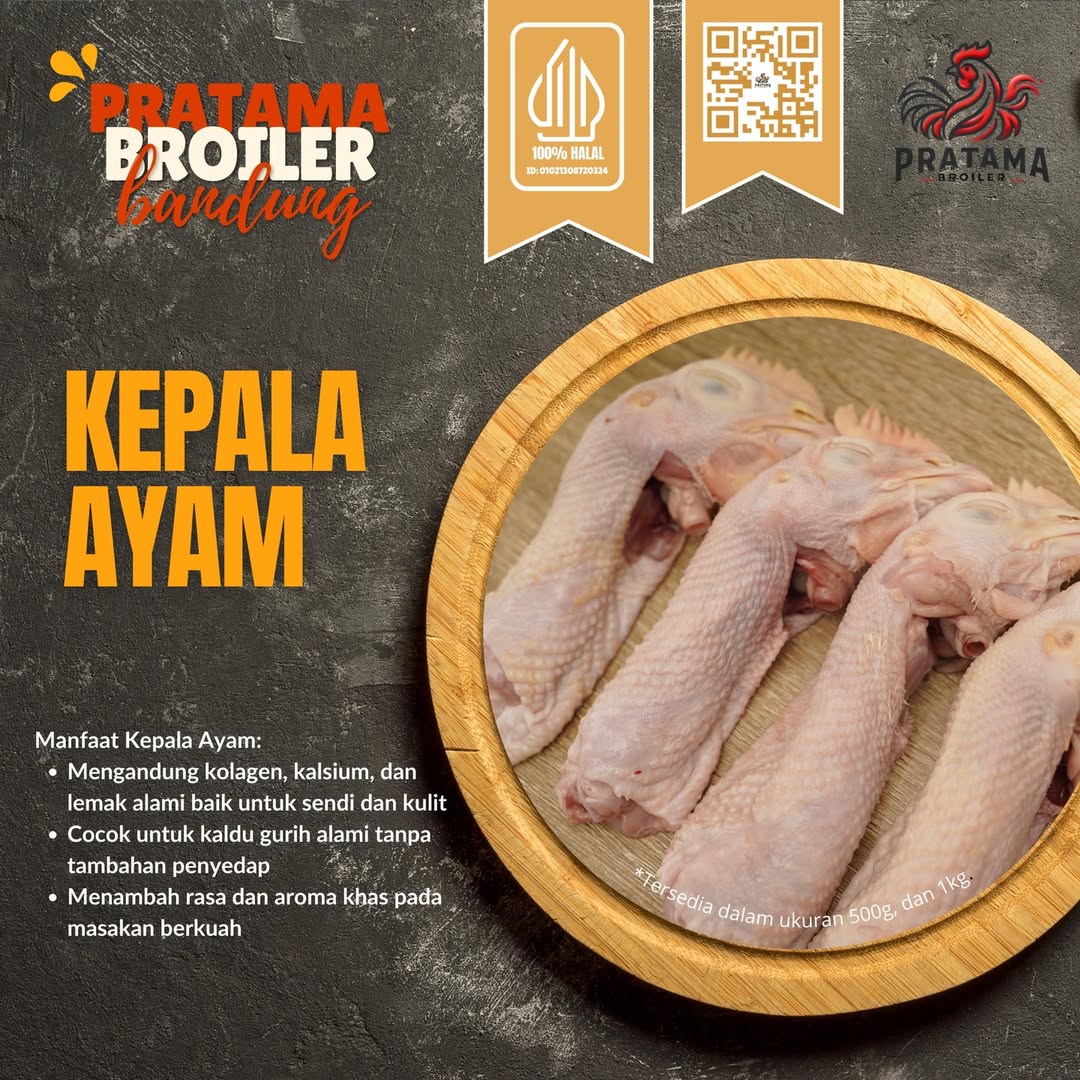 PRATAMA
BROILER
bandung
100% HALAL
ID: 01021308720324
PRATAMA
BROILER
KEPALA
AYAM
Manfaat Kepala Ayam:
• Mengandung kolagen, kalsium, dan
lemak alami baik untuk sendi dan kulit
• Cocok untuk kaldu gurih alami tanpa
tambahan penyedap
• Menambah rasa dan aroma khas pada
masakan berkuah
*Tersedia dalam ukuran 500g, dan 1kg.